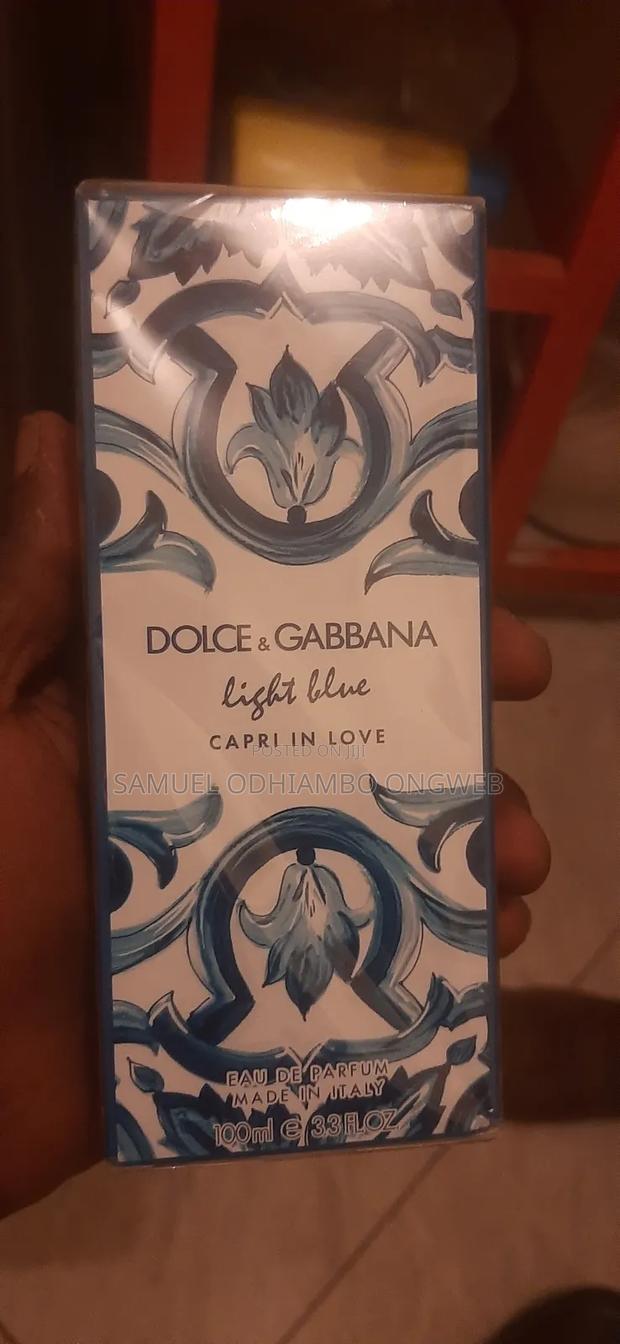 DOLCE & GABBANA
light blue
CAPRI IN LOVE
POSTED ON JIJI
SAMUEL ODHIAMBO ONGWEB
EAU DE PARFUM
MADE IN ITALY
100ml ℮ 3.3 FL.OZ.